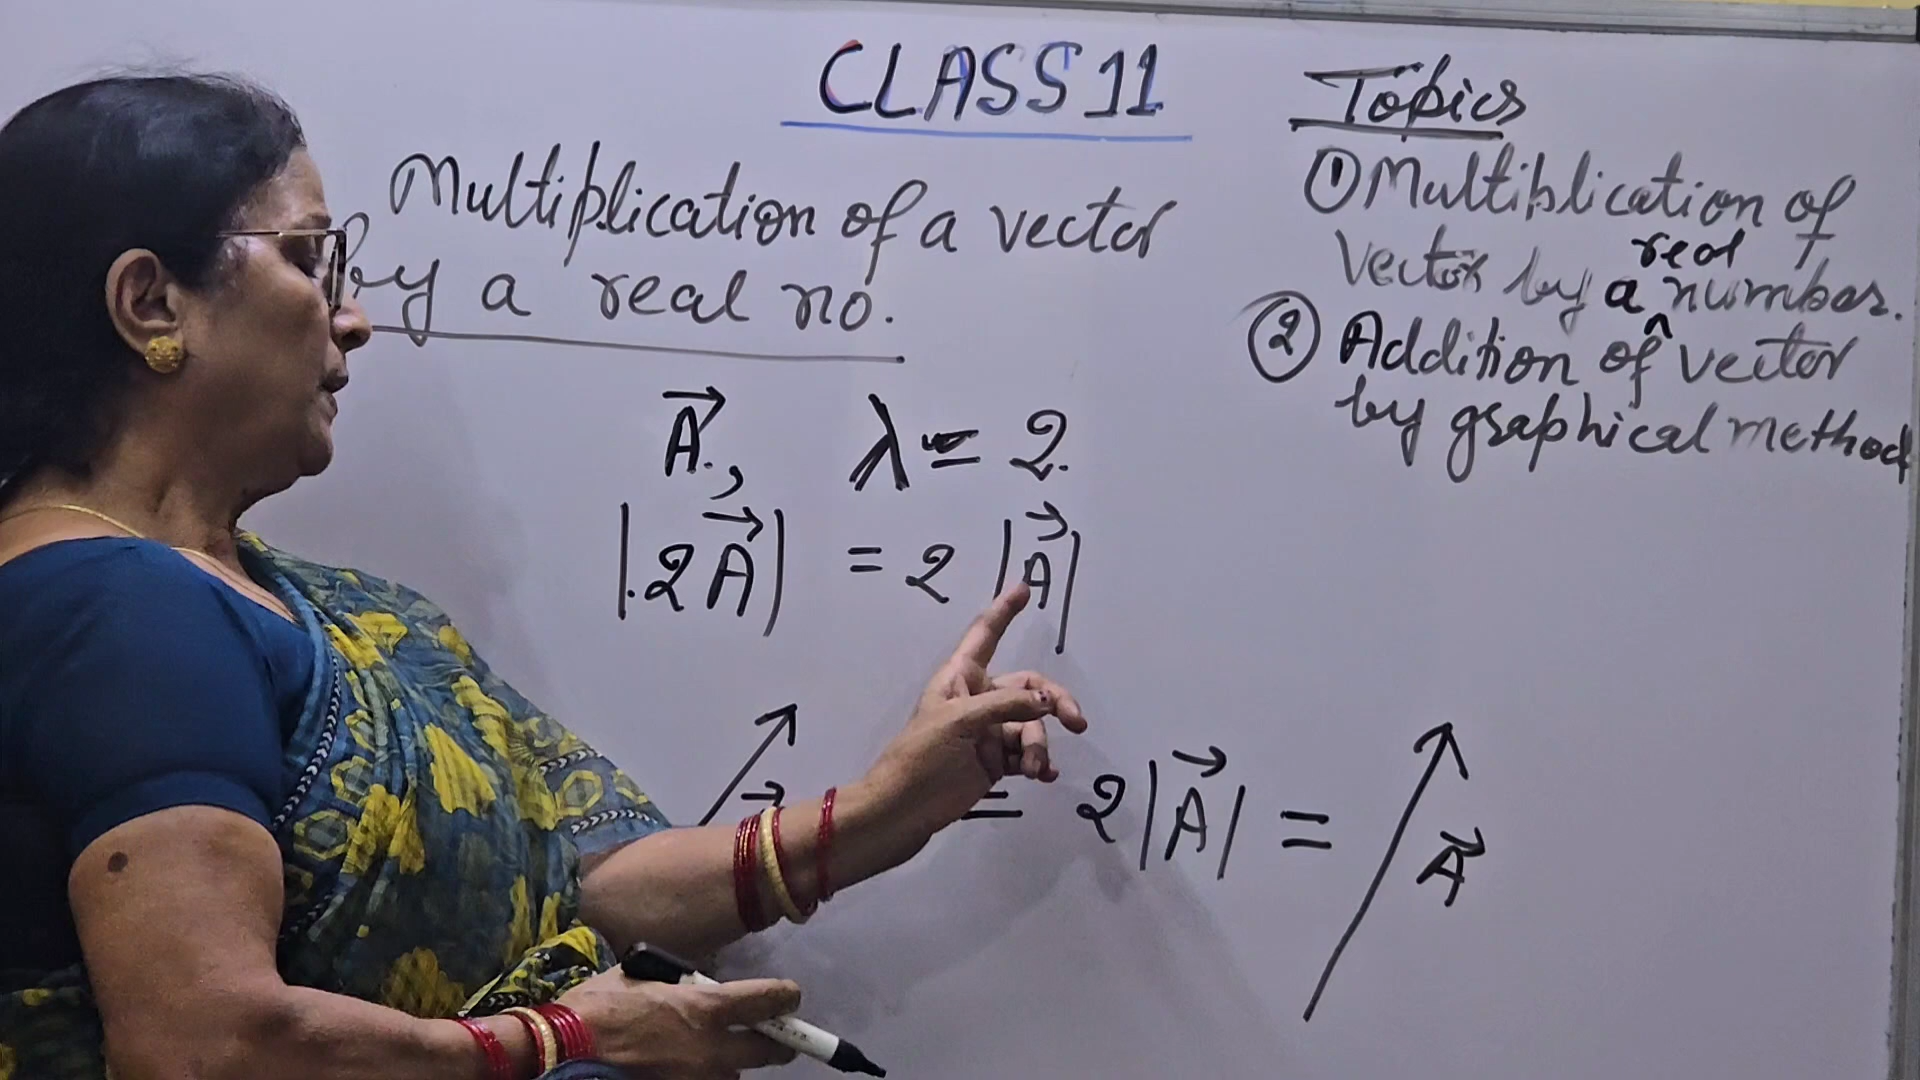 CLASS 11
Multiplication of a vector
by a real no.
A⃗, λ = 2.
|2A⃗| = 2 |A⃗|
= 2|A⃗| = A⃗
Topics
① Multiplication of
vector by a real number.
② Addition of vector
by graphical method